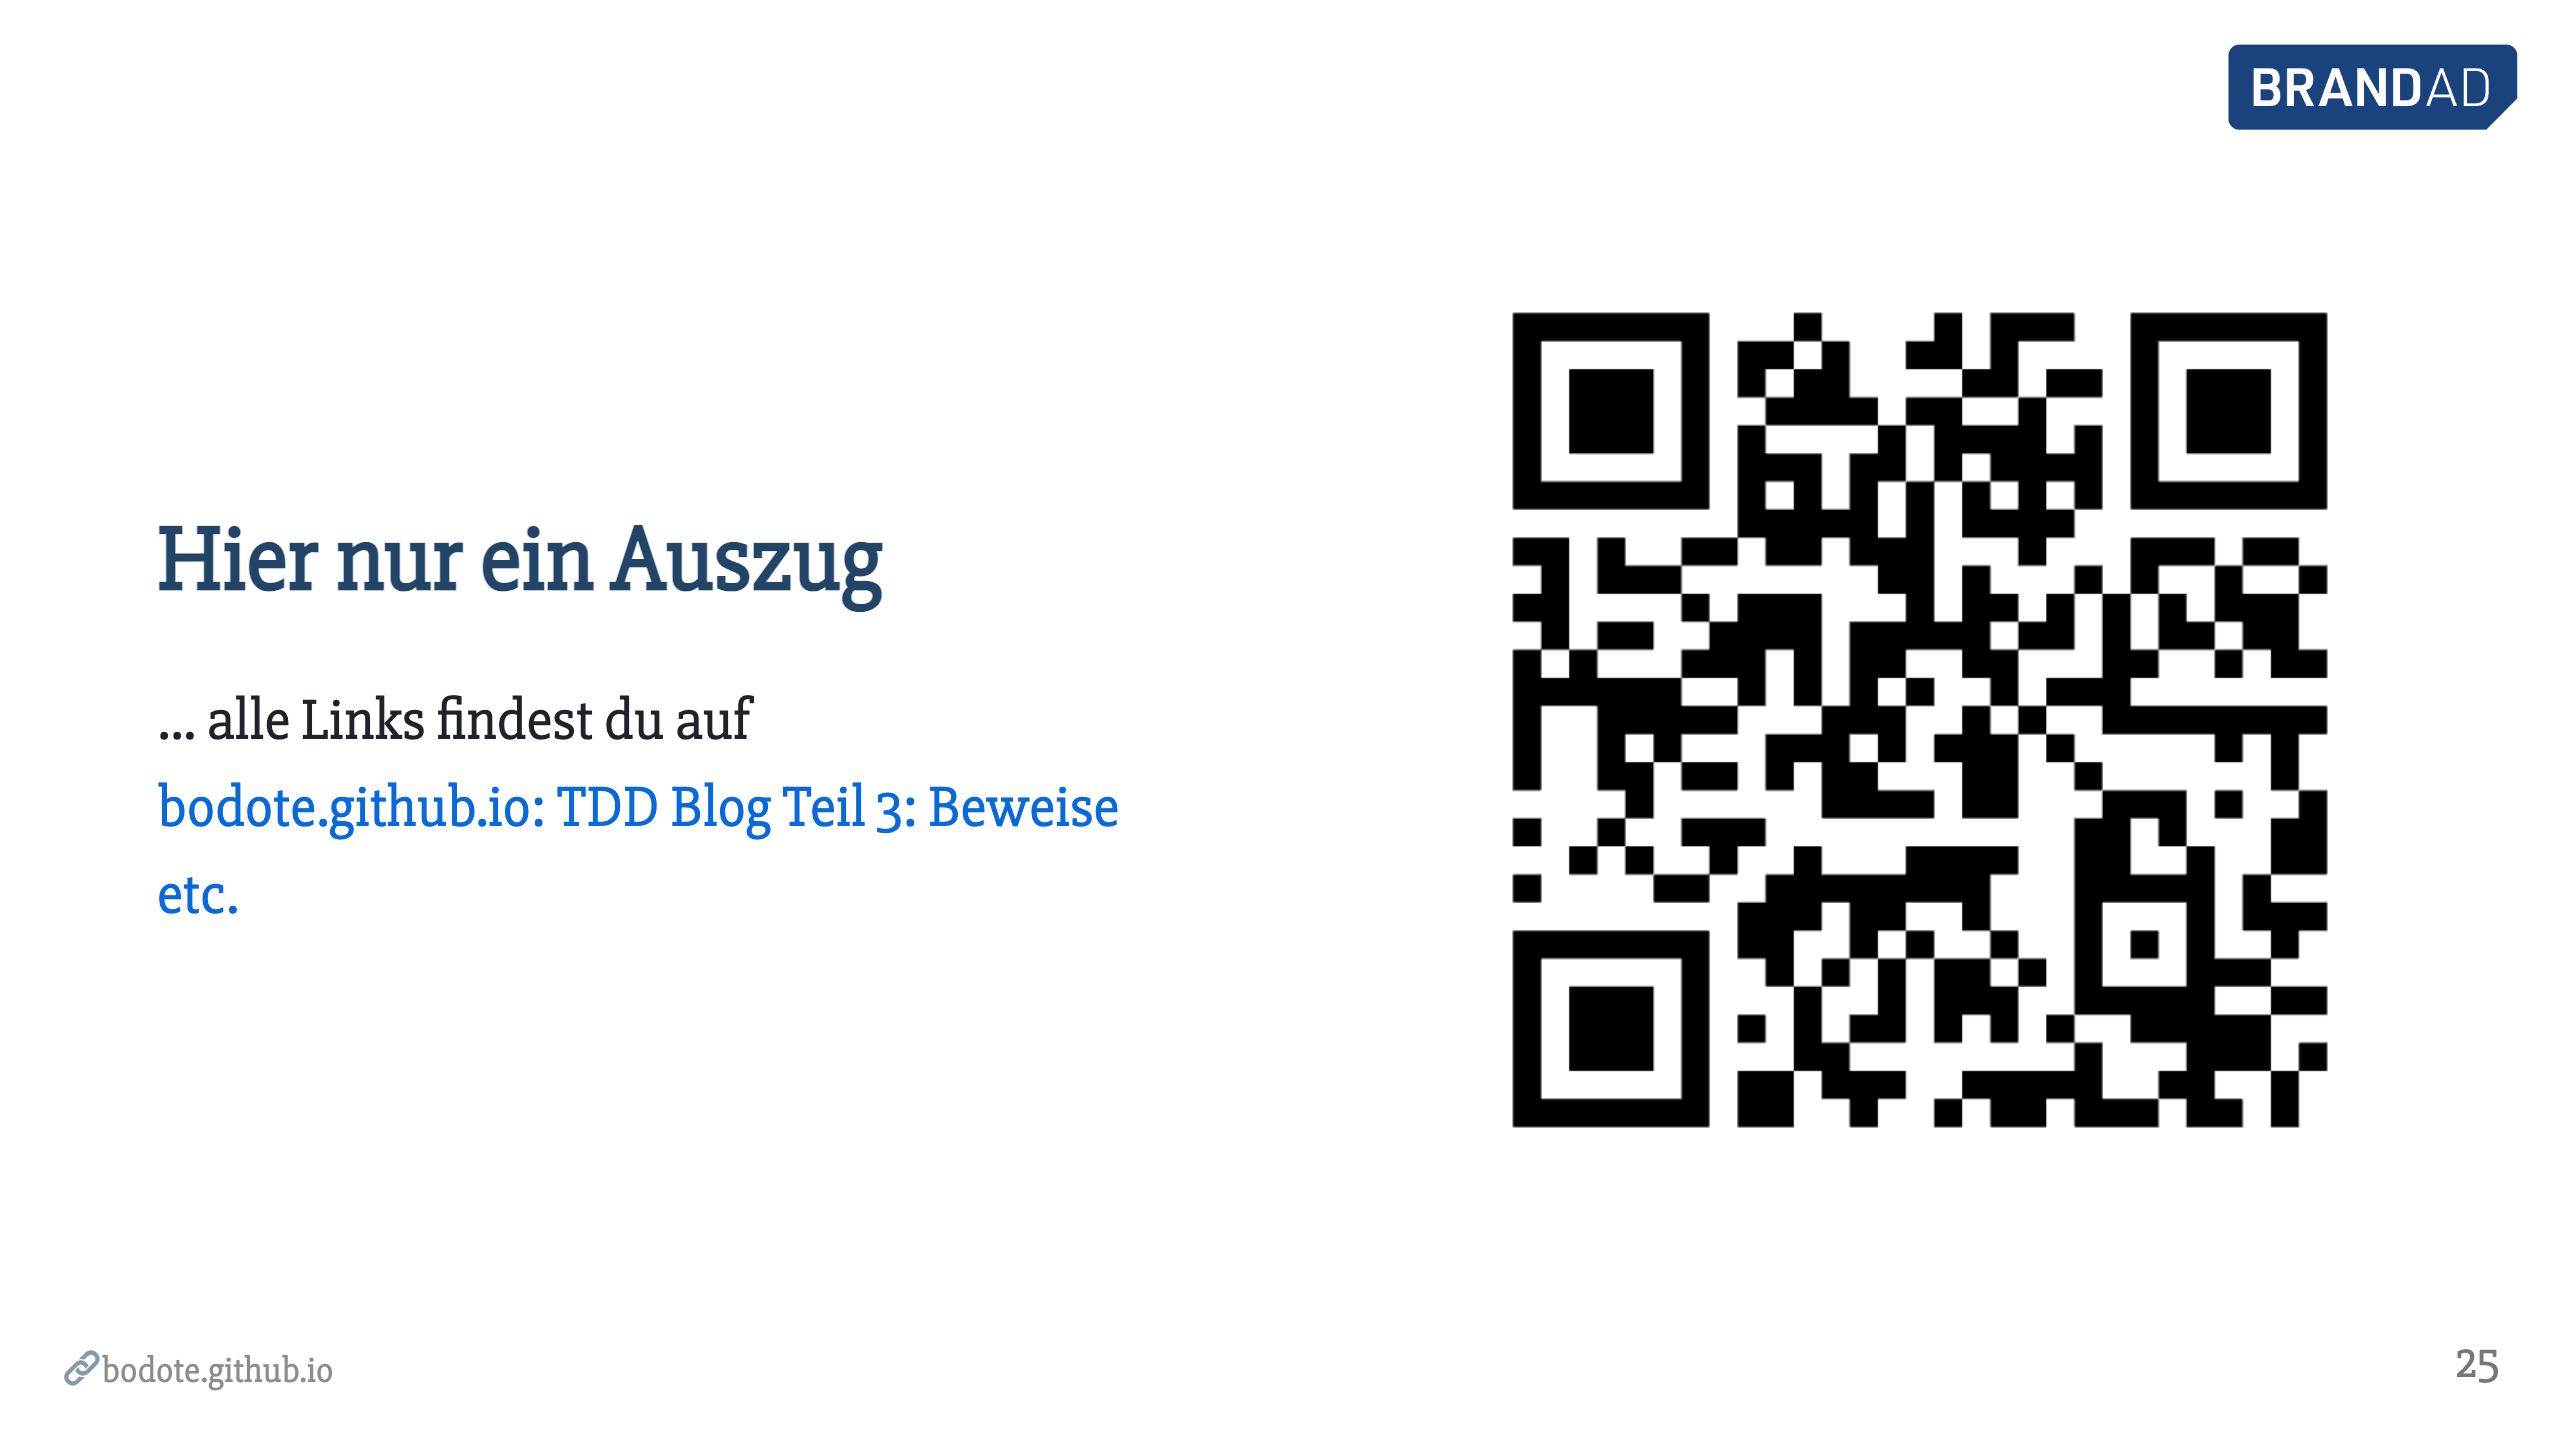 BRANDAD
Hier nur ein Auszug
... alle Links findest du auf
bodote.github.io: TDD Blog Teil 3: Beweise
etc.
bodote.github.io
25